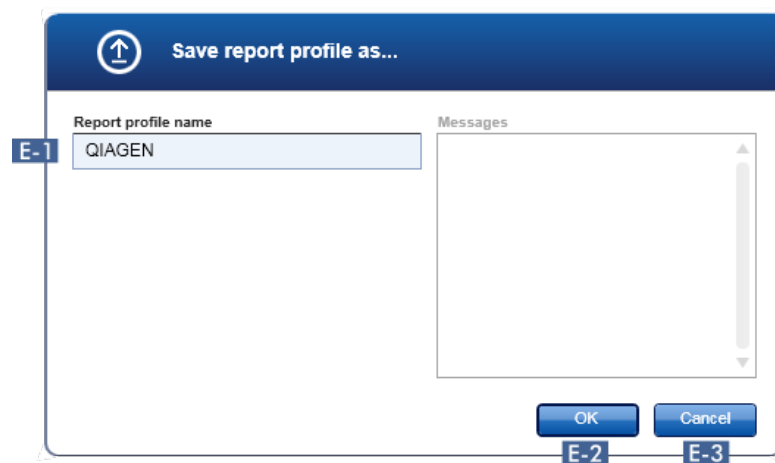 Save report profile as...
Report profile name
Messages
E-1
QIAGEN
OK
Cancel
E-2
E-3